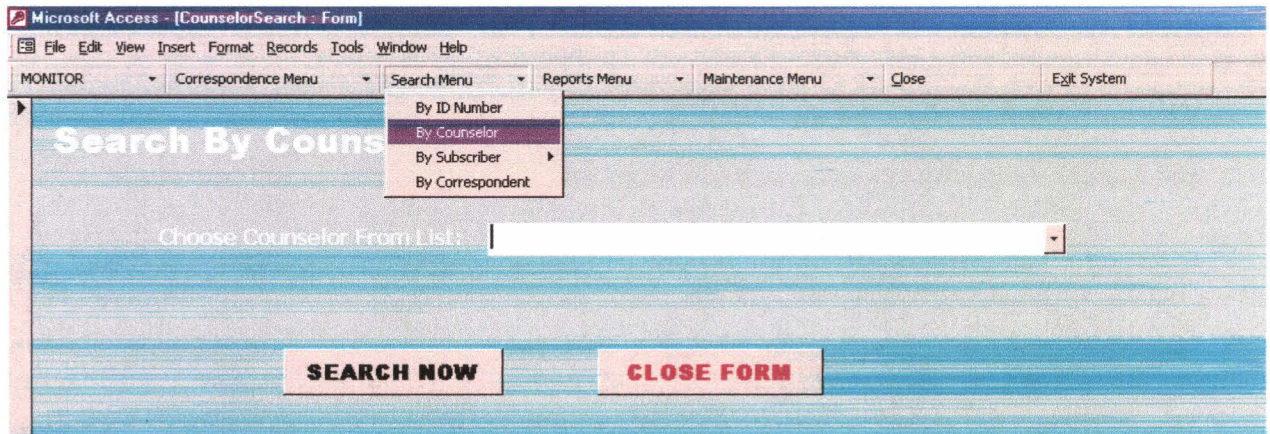 Microsoft Access - [CounselorSearch : Form]
File Edit View Insert Format Records Tools Window Help
MONITOR Correspondence Menu Search Menu Reports Menu Maintenance Menu Close Exit System
By ID Number
By Counselor
By Subscriber
By Correspondent
Search By Couns
Choose Counselor From List:
SEARCH NOW CLOSE FORM